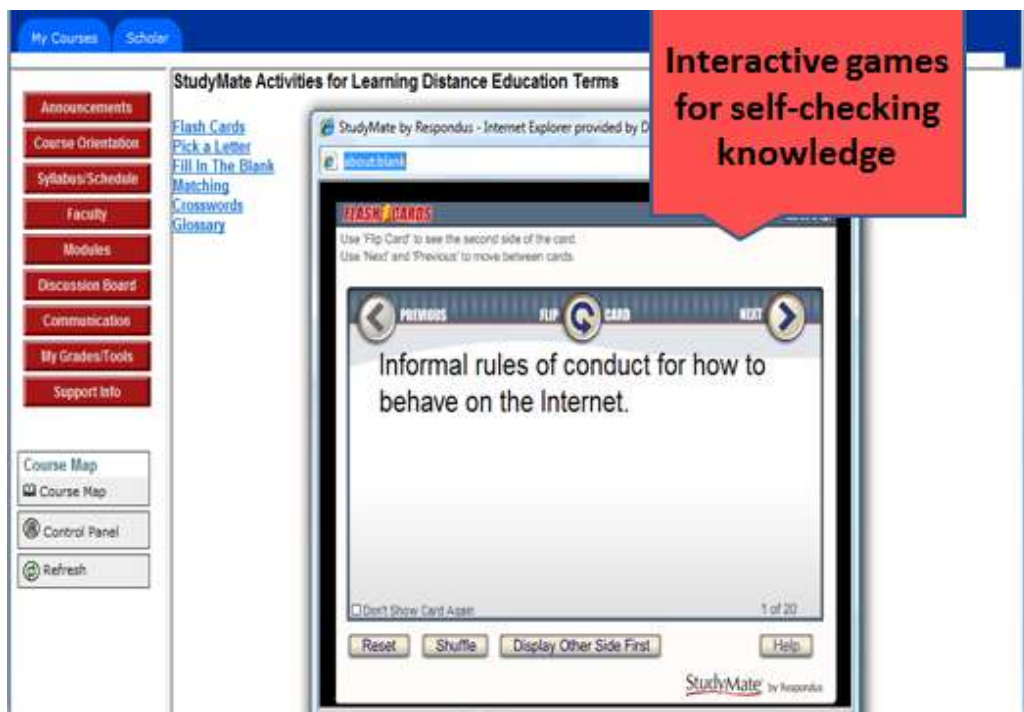 My Courses
Scholar
Interactive games
for self-checking
knowledge
StudyMate Activities for Learning Distance Education Terms
Announcements
Course Orientation
Syllabus/Schedule
Faculty
Modules
Discussion Board
Communication
My Grades/Tools
Support Info
Course Map
Course Map
Control Panel
Refresh
Flash Cards
Pick a Letter
Fill In The Blank
Matching
Crosswords
Glossary
StudyMate by Respondus - Internet Explorer provided by D
about:blank
FLASH CARDS
Use 'Flip Card' to see the second side of the card.
Use 'Next' and 'Previous' to move between cards.
PREVIOUS
FLIP CARD
NEXT
Informal rules of conduct for how to
behave on the Internet.
Don't Show Card Again
1 of 20
Reset
Shuffle
Display Other Side First
Help
StudyMate by Respondus